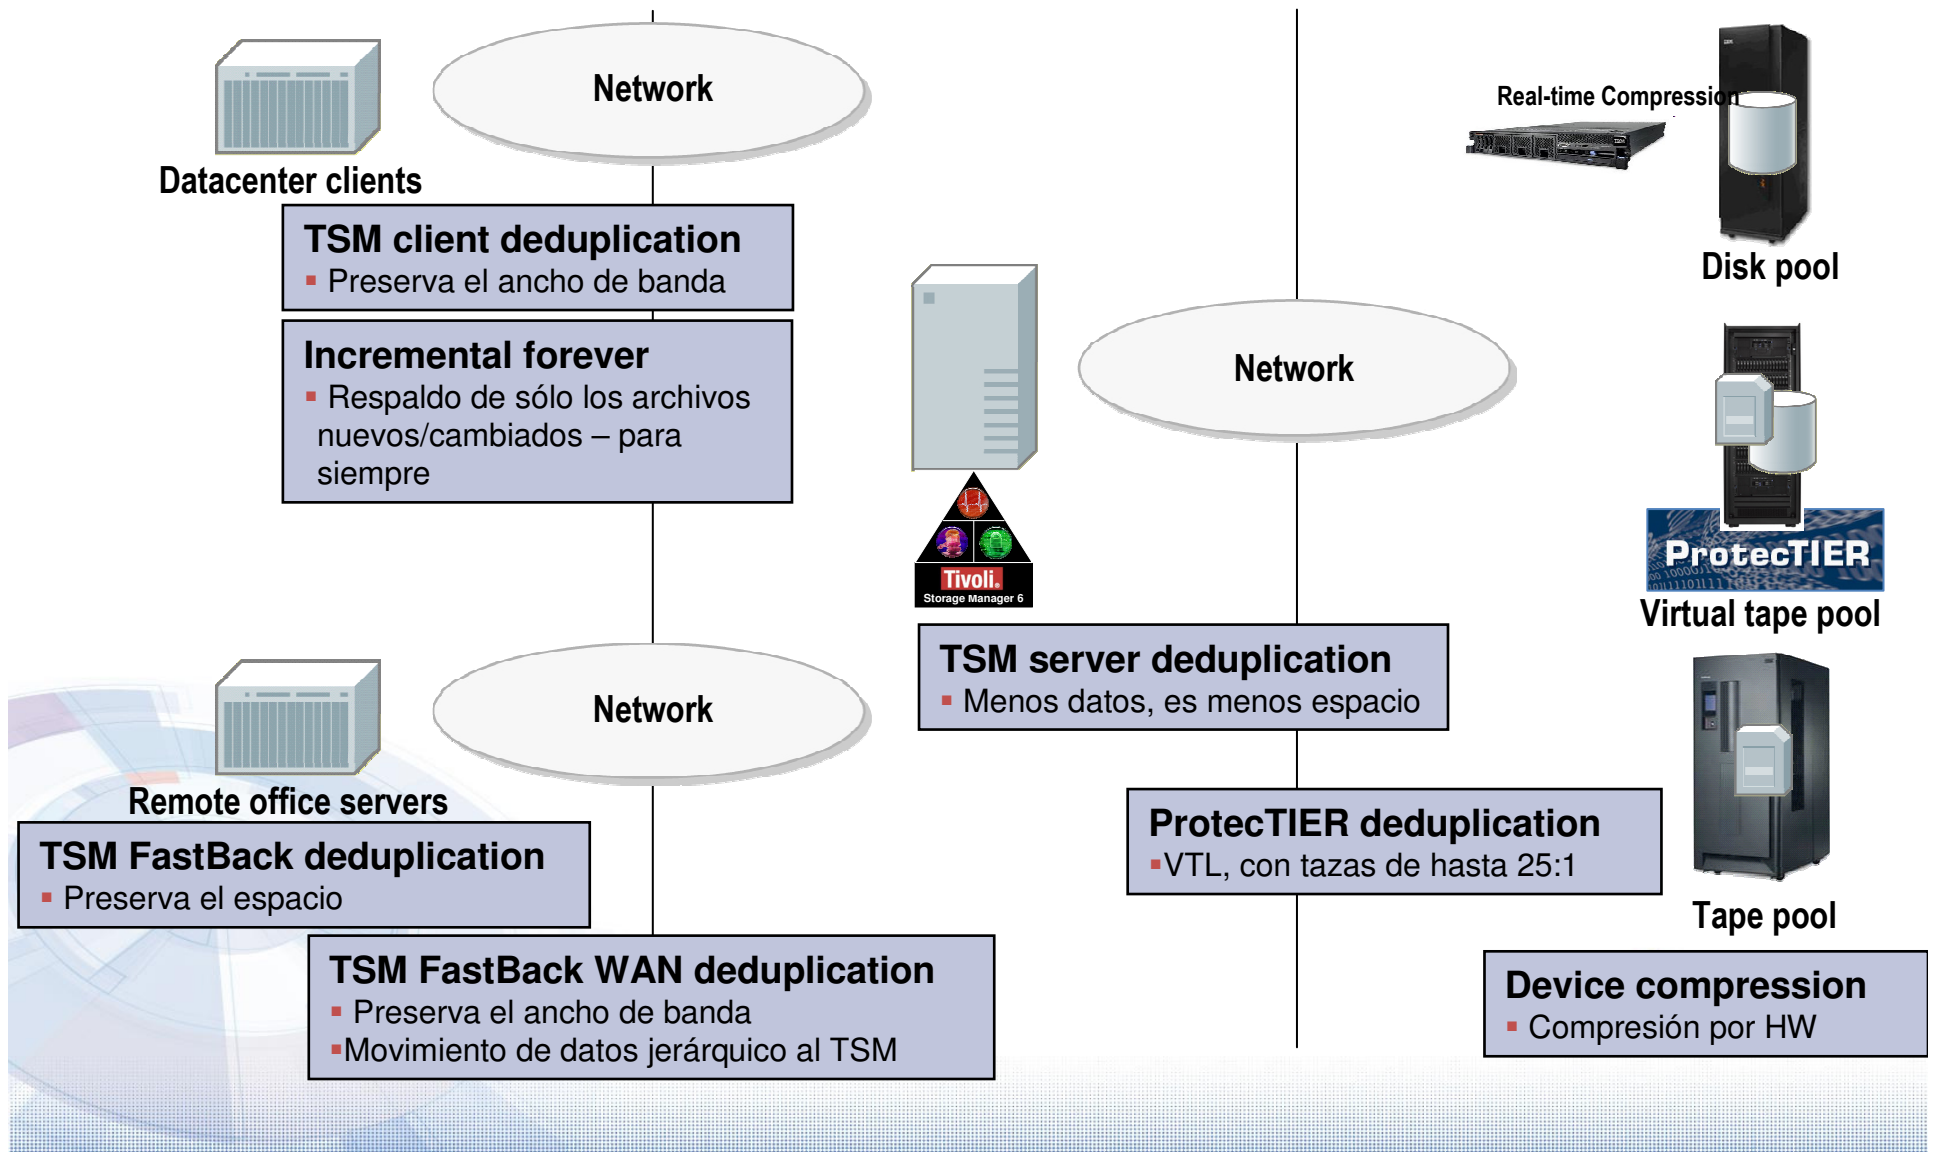 Network
Datacenter clients
TSM client deduplication
▪ Preserva el ancho de banda
Incremental forever
▪ Respaldo de sólo los archivos
nuevos/cambiados – para
siempre
Network
Remote office servers
TSM FastBack deduplication
▪ Preserva el espacio
TSM FastBack WAN deduplication
▪ Preserva el ancho de banda
▪Movimiento de datos jerárquico al TSM
Tivoli.
Storage Manager 6
Network
TSM server deduplication
▪ Menos datos, es menos espacio
ProtecTIER deduplication
▪VTL, con tazas de hasta 25:1
Real-time Compression
Disk pool
ProtecTIER
Virtual tape pool
Tape pool
Device compression
▪ Compresión por HW